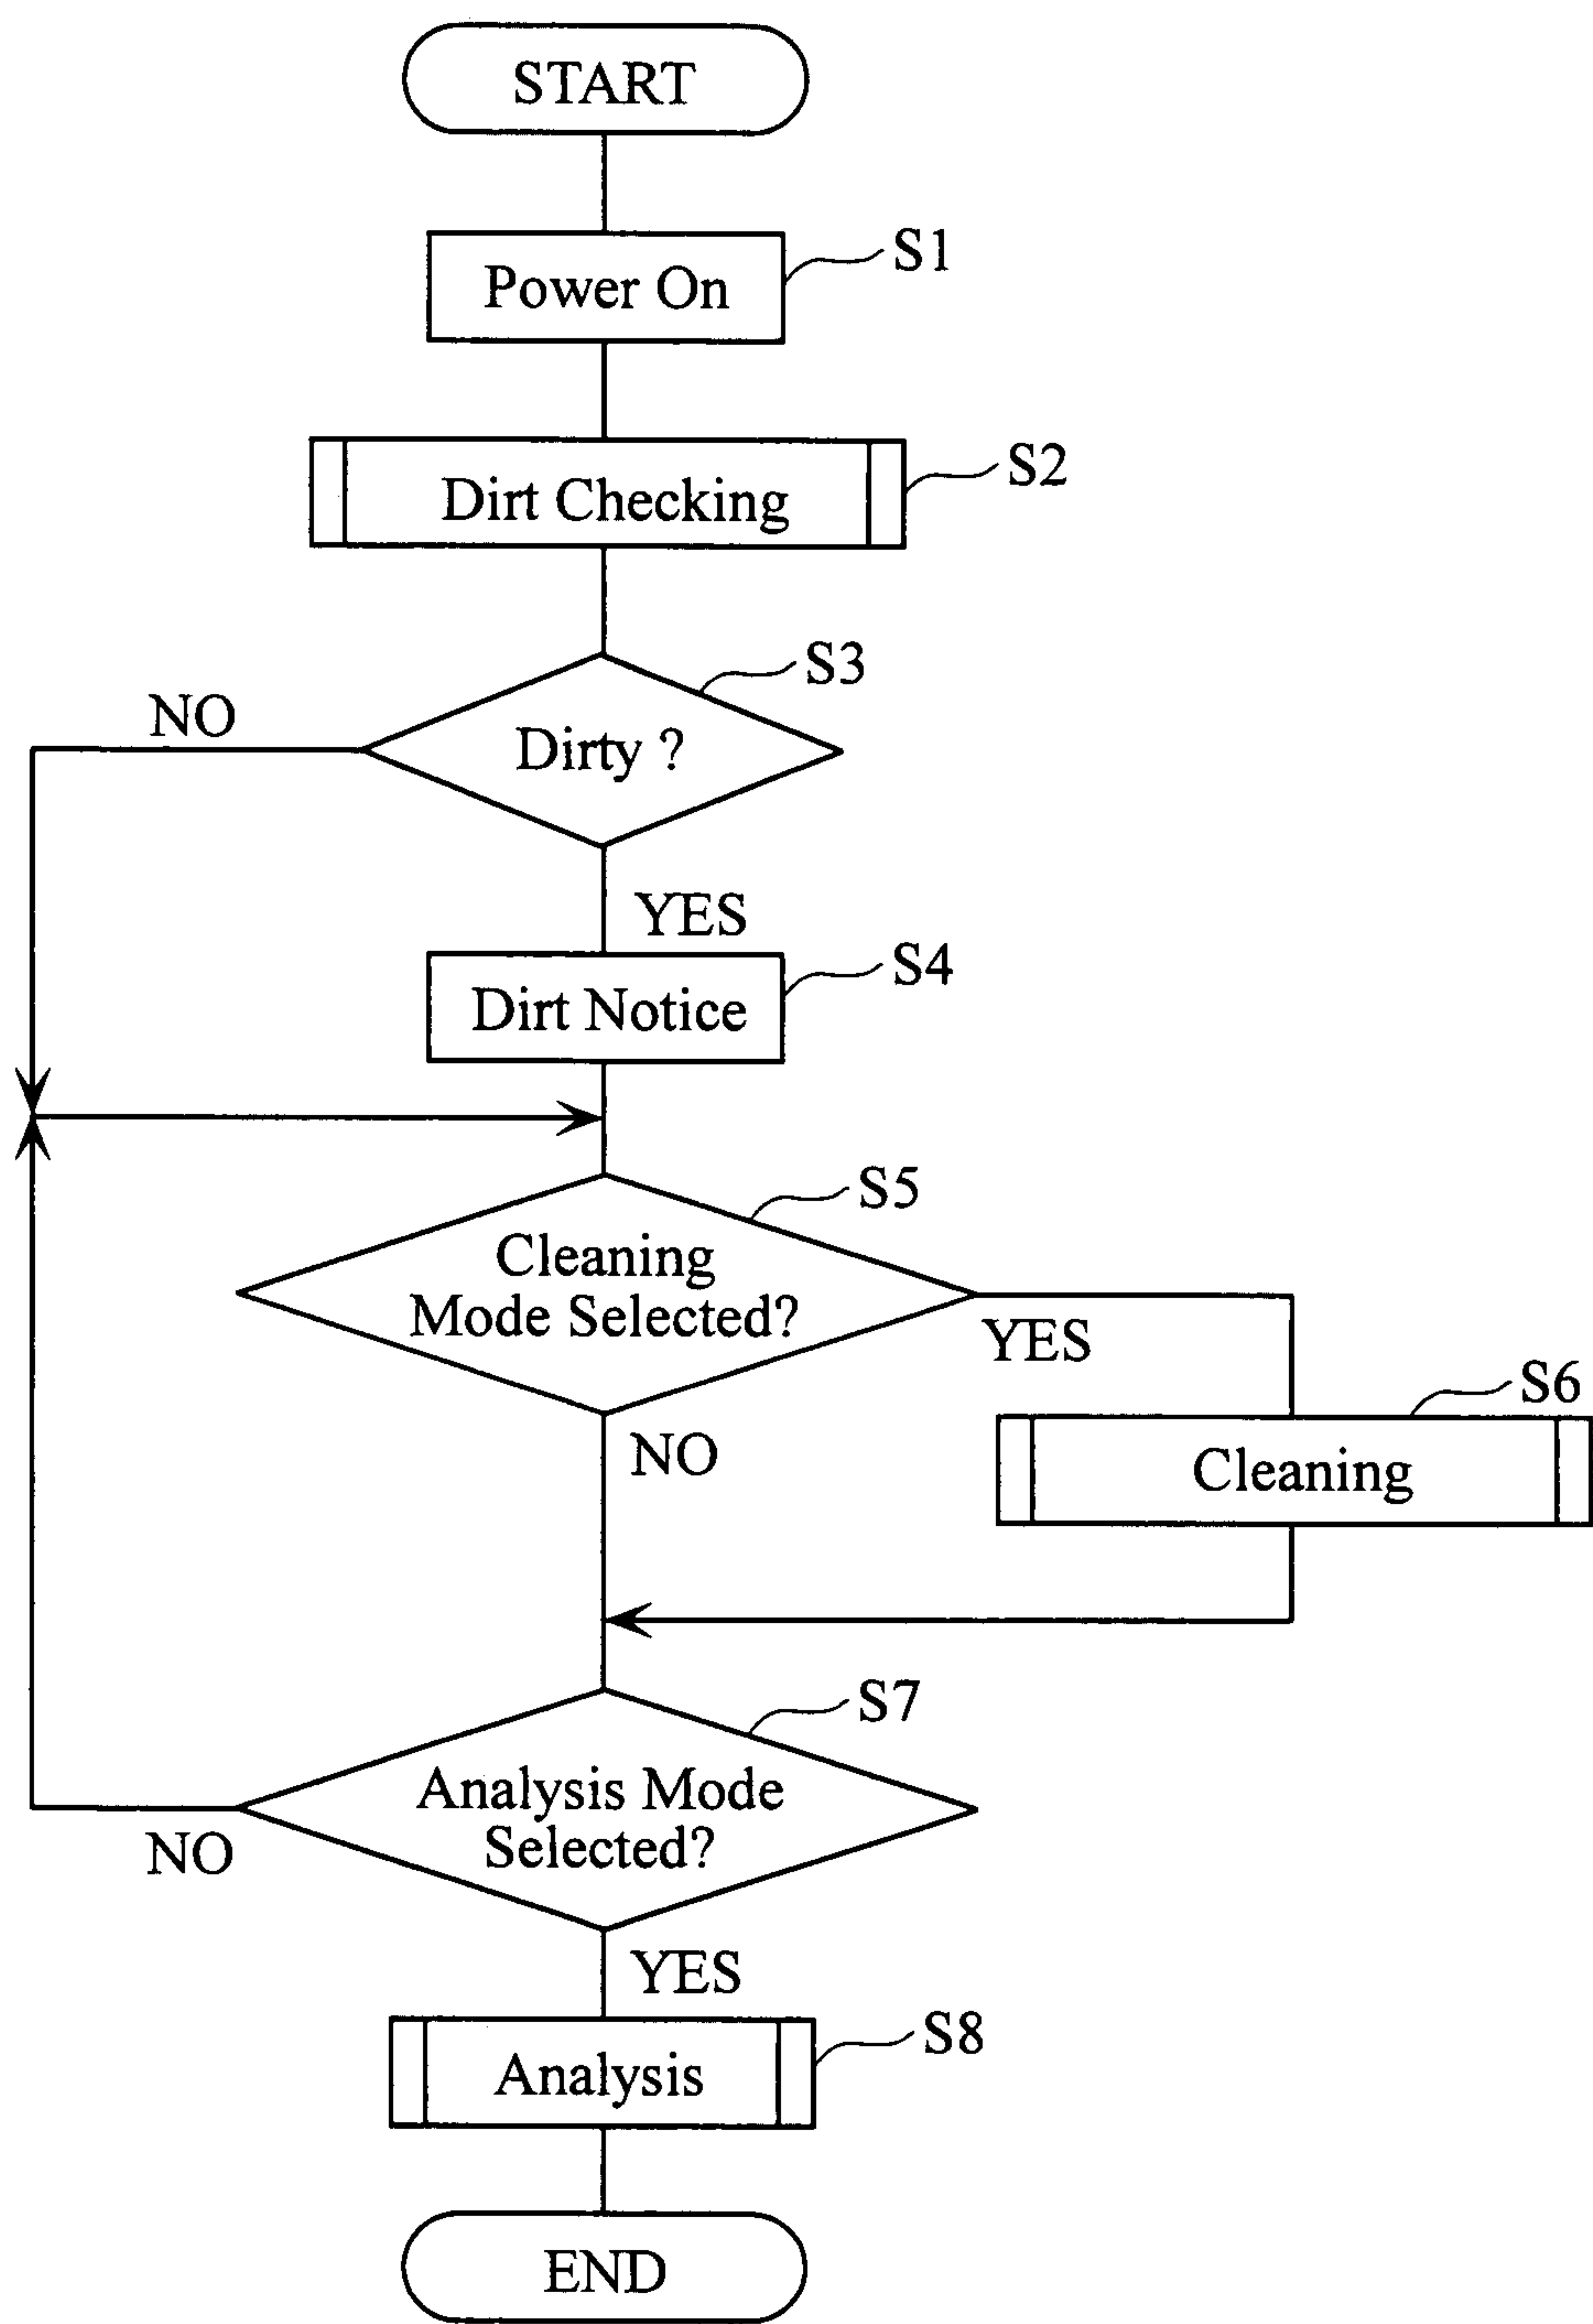 START
S1
Power On
S2
Dirt Checking
S3
NO
Dirty ?
YES
S4
Dirt Notice
S5
Cleaning
Mode Selected?
YES
S6
NO
Cleaning
S7
Analysis Mode
Selected?
NO
YES
S8
Analysis
END